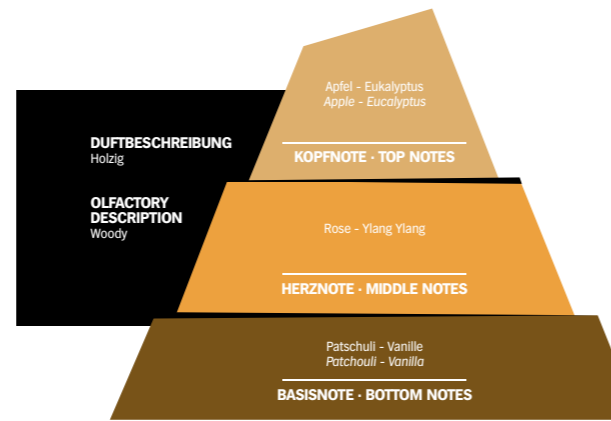 DUFTBESCHREIBUNG
Holzig
OLFACTORY
DESCRIPTION
Woody
Apfel - Eukalyptus
Apple - Eucalyptus
KOPFNOTE · TOP NOTES
Rose - Ylang Ylang
HERZNOTE · MIDDLE NOTES
Patschuli - Vanille
Patchouli - Vanilla
BASISNOTE · BOTTOM NOTES